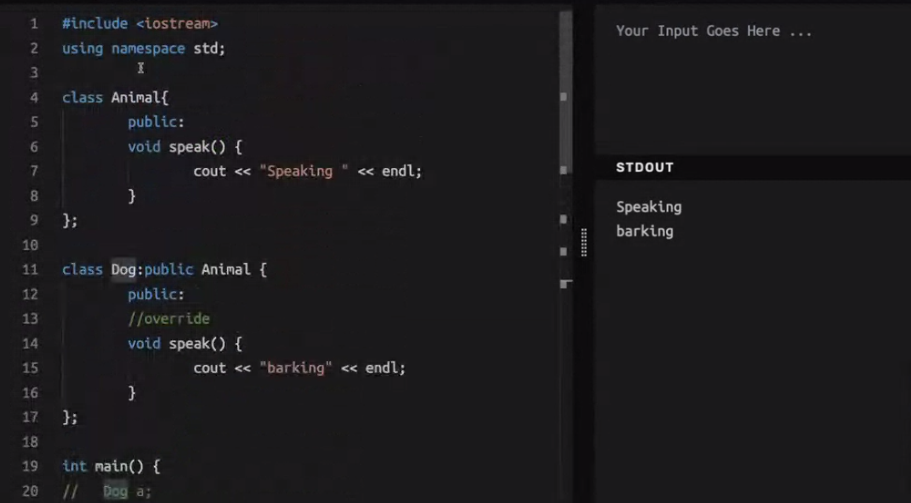 1 #include <iostream>
2 using namespace std;
3
4 class Animal{
5 public:
6 void speak() {
7 cout << "Speaking " << endl;
8 }
9 };
10
11 class Dog:public Animal {
12 public:
13 //override
14 void speak() {
15 cout << "barking" << endl;
16 }
17 };
18
19 int main() {
20 // Dog a;
Your Input Goes Here ...
STDOUT
Speaking
barking